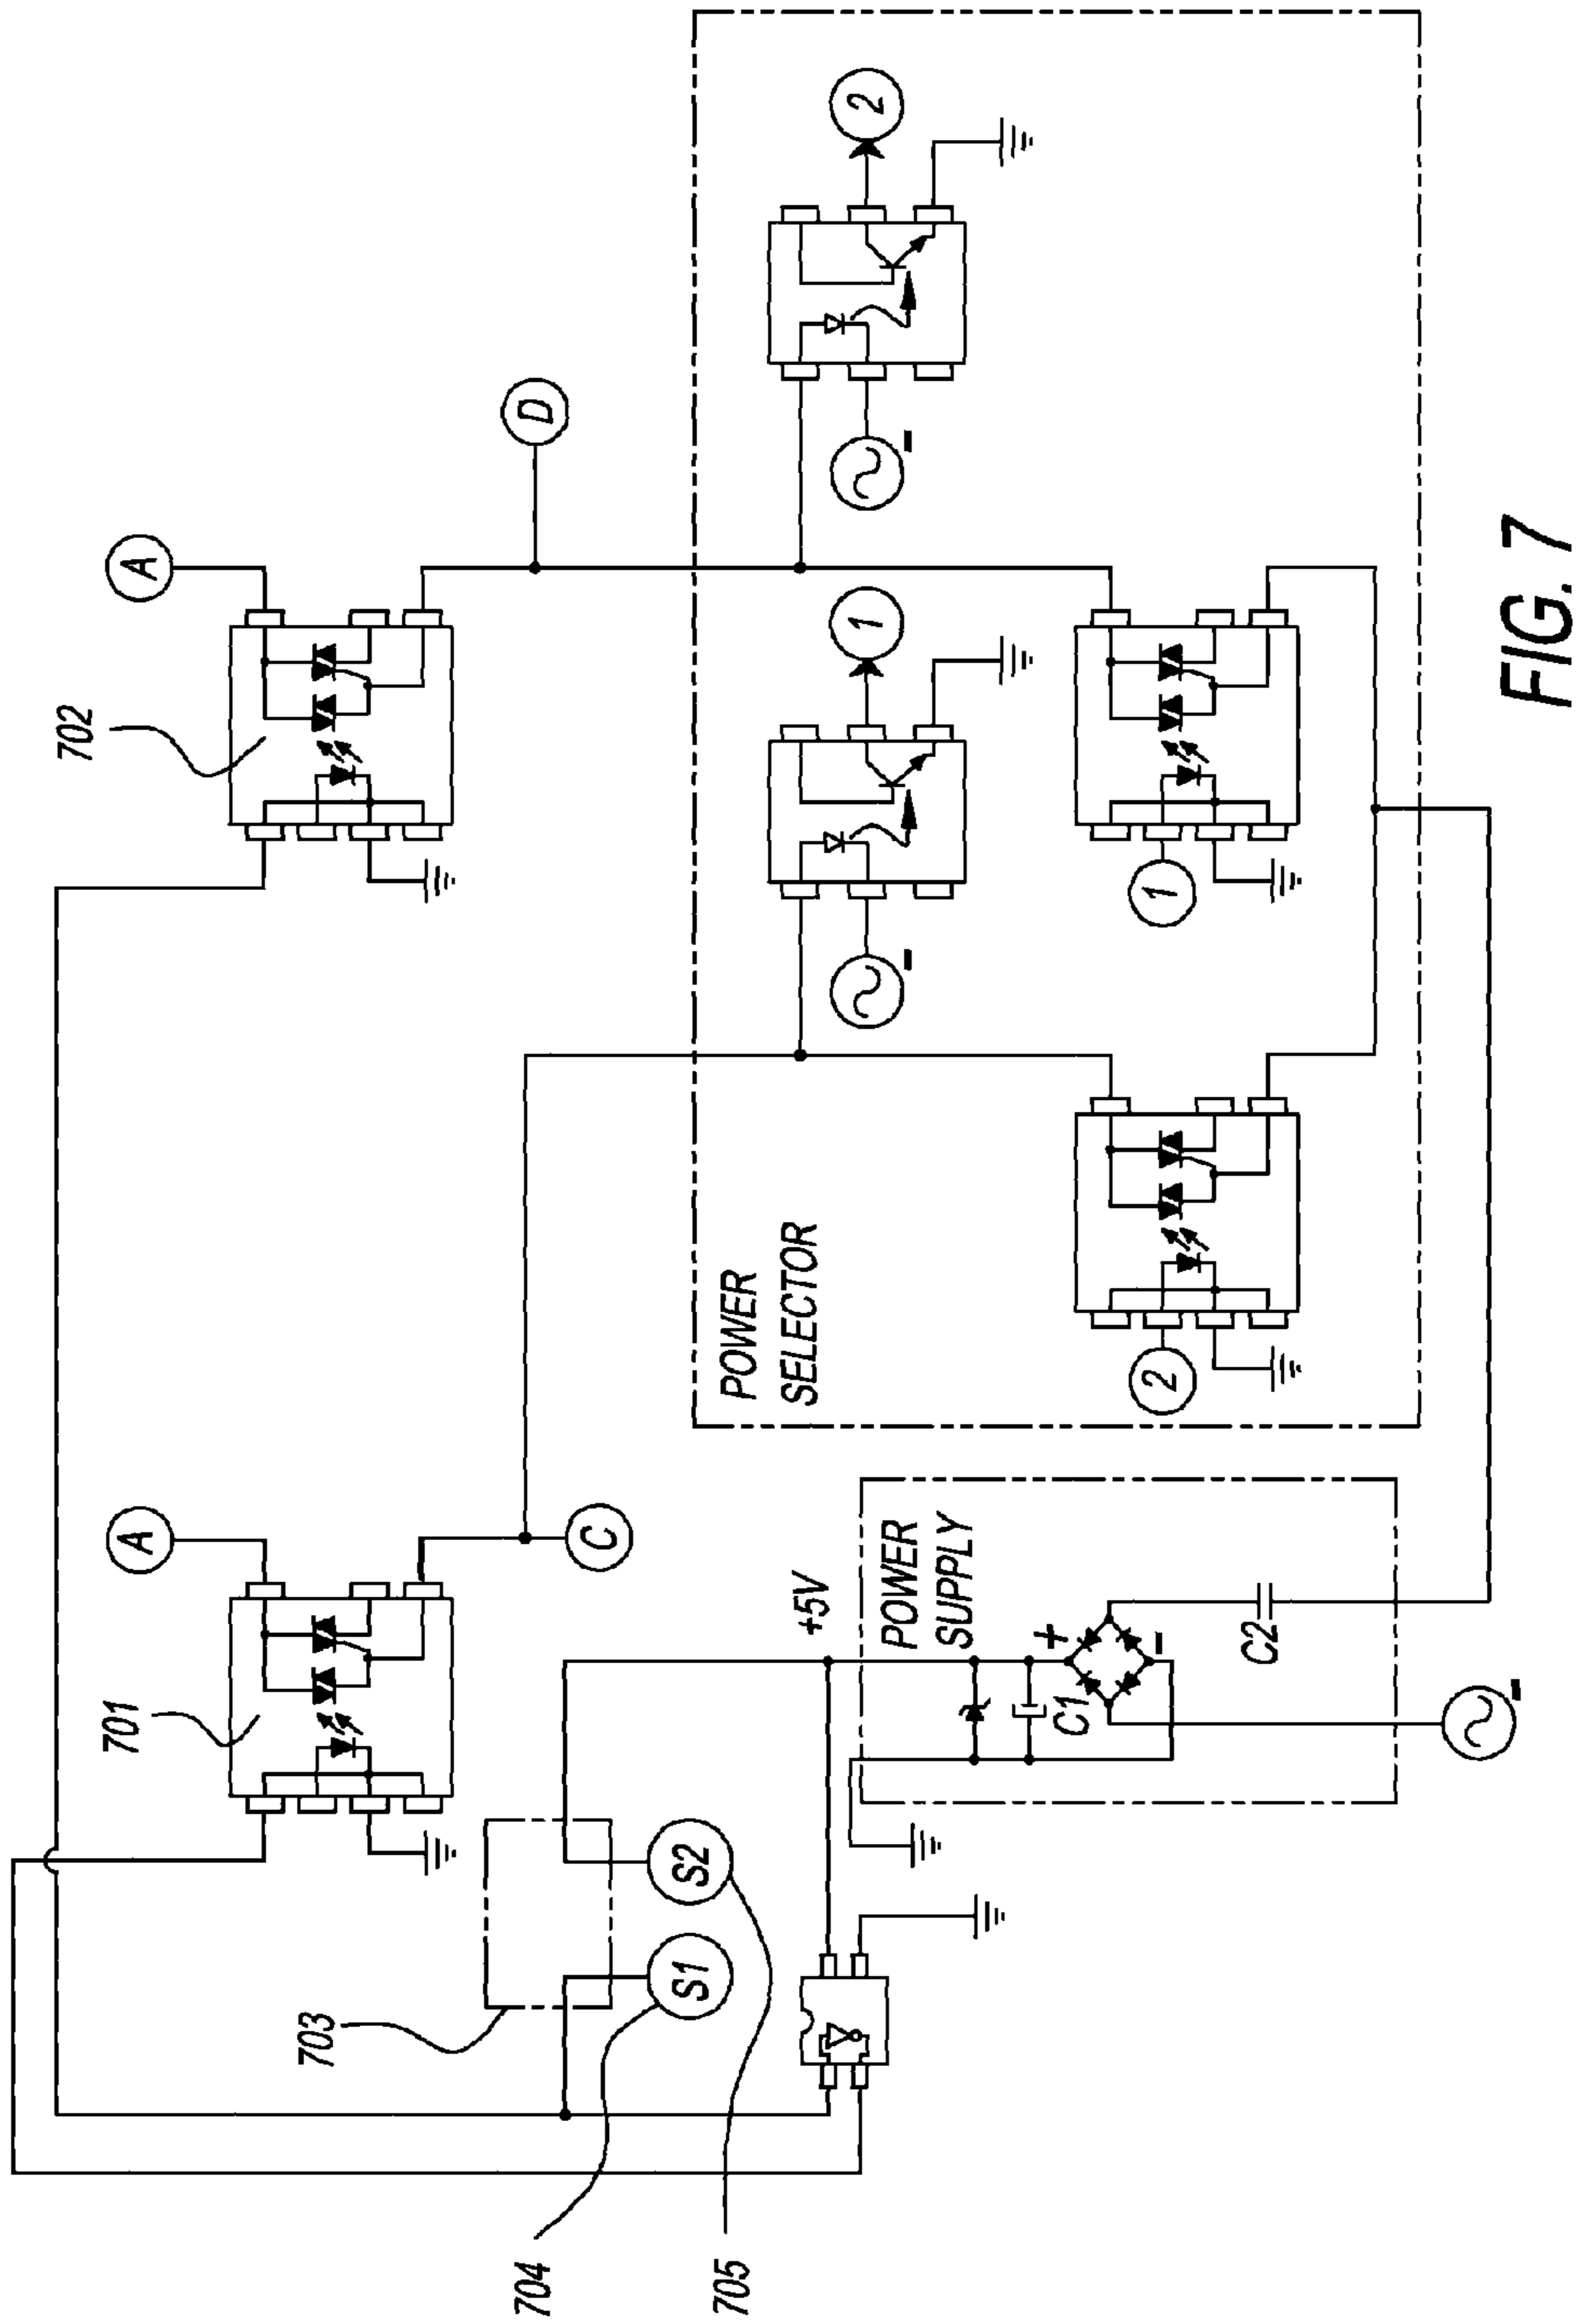 A
A
702
701
D
C
2
1
1
2
POWER
SELECTOR
+5V
POWER
SUPPLY
+
-
C1
C2
-
-
-
703
S1
S2
704
705
FIG. 7